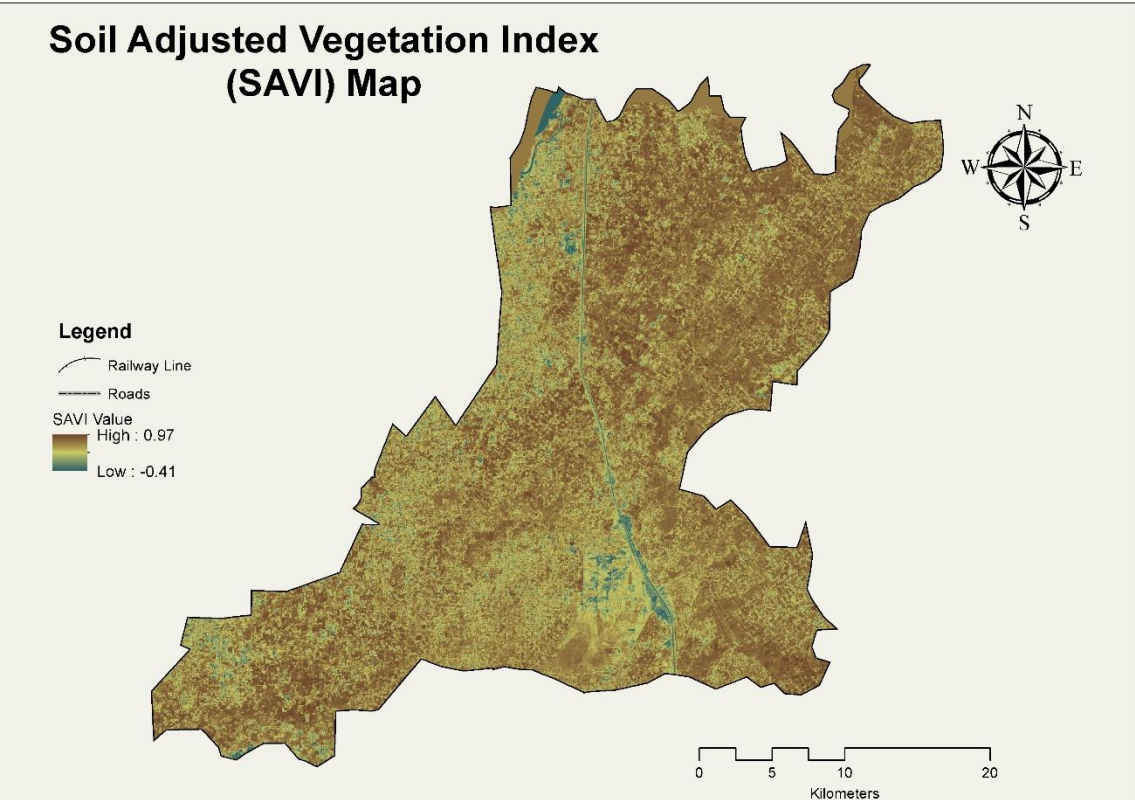 Soil Adjusted Vegetation Index
(SAVI) Map
N
W
E
S
Legend
Railway Line
Roads
SAVI Value
High : 0.97
Low : -0.41
0 5 10 20
Kilometers